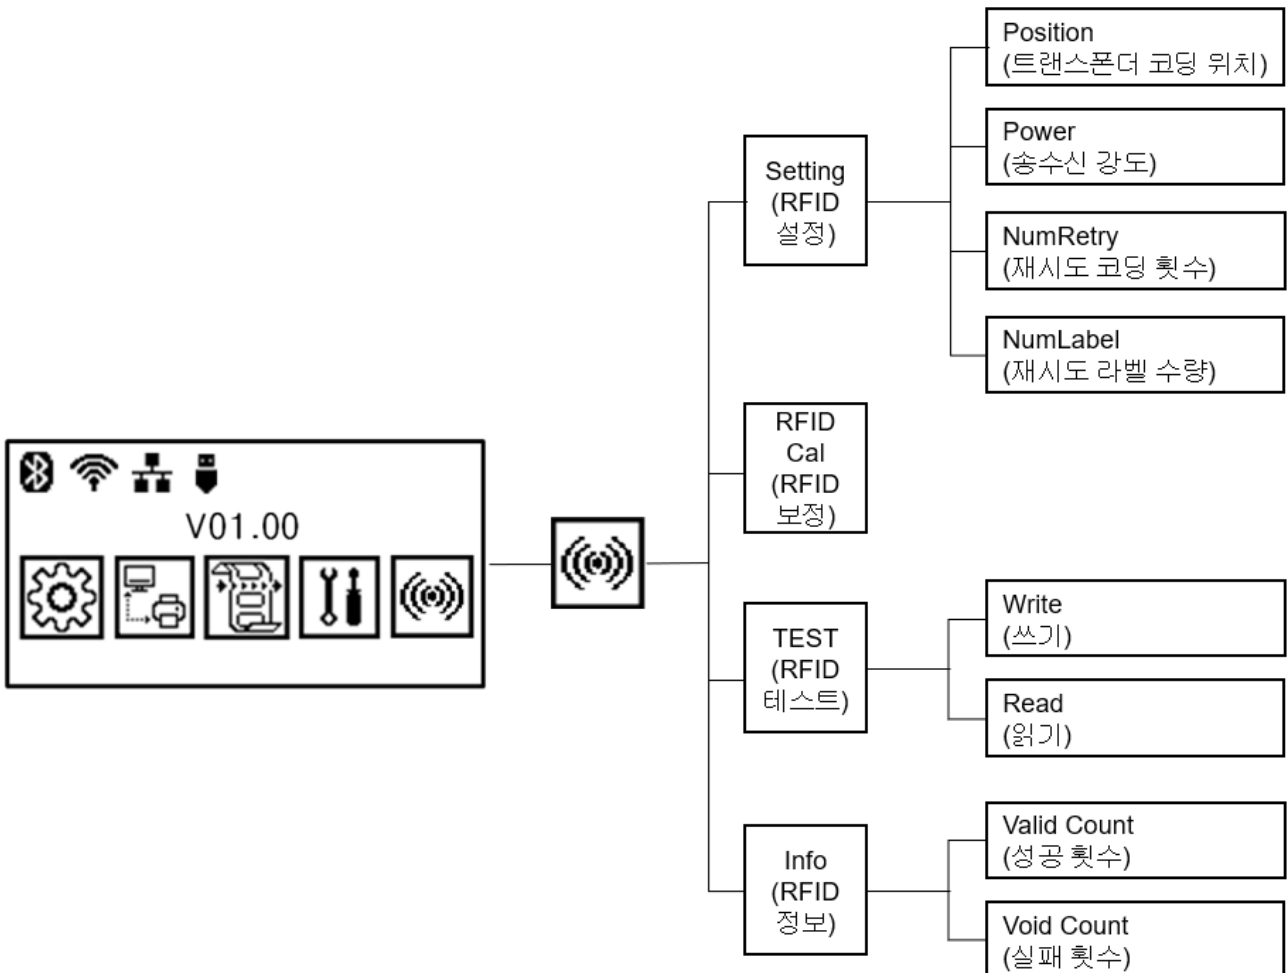 Position
(트랜스폰더 코딩 위치)
Power
(송수신 강도)
Setting
(RFID
설정)
NumRetry
(재시도 코딩 횟수)
NumLabel
(재시도 라벨 수량)
RFID
Cal
(RFID
보정)
V01.00
TEST
(RFID
테스트)
Write
(쓰기)
Read
(읽기)
Info
(RFID
정보)
Valid Count
(성공 횟수)
Void Count
(실패 횟수)